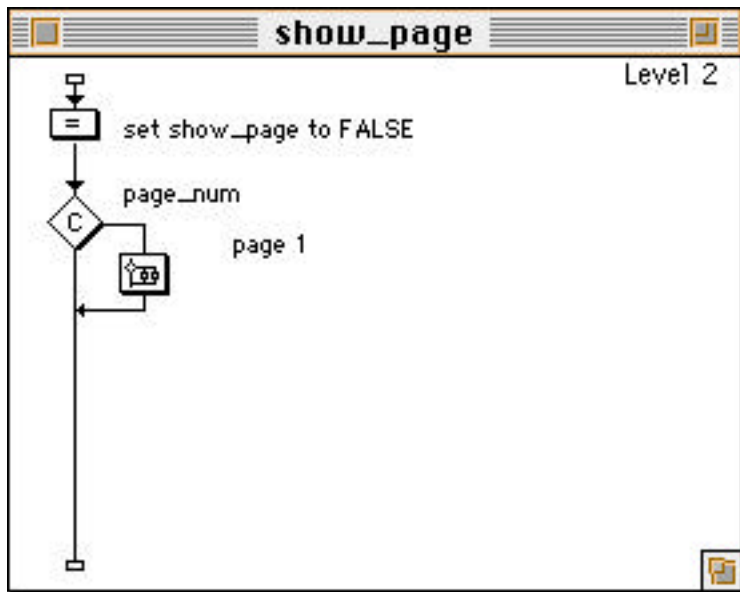 show_page
Level 2
=
set show_page to FALSE
page_num
C
page 1